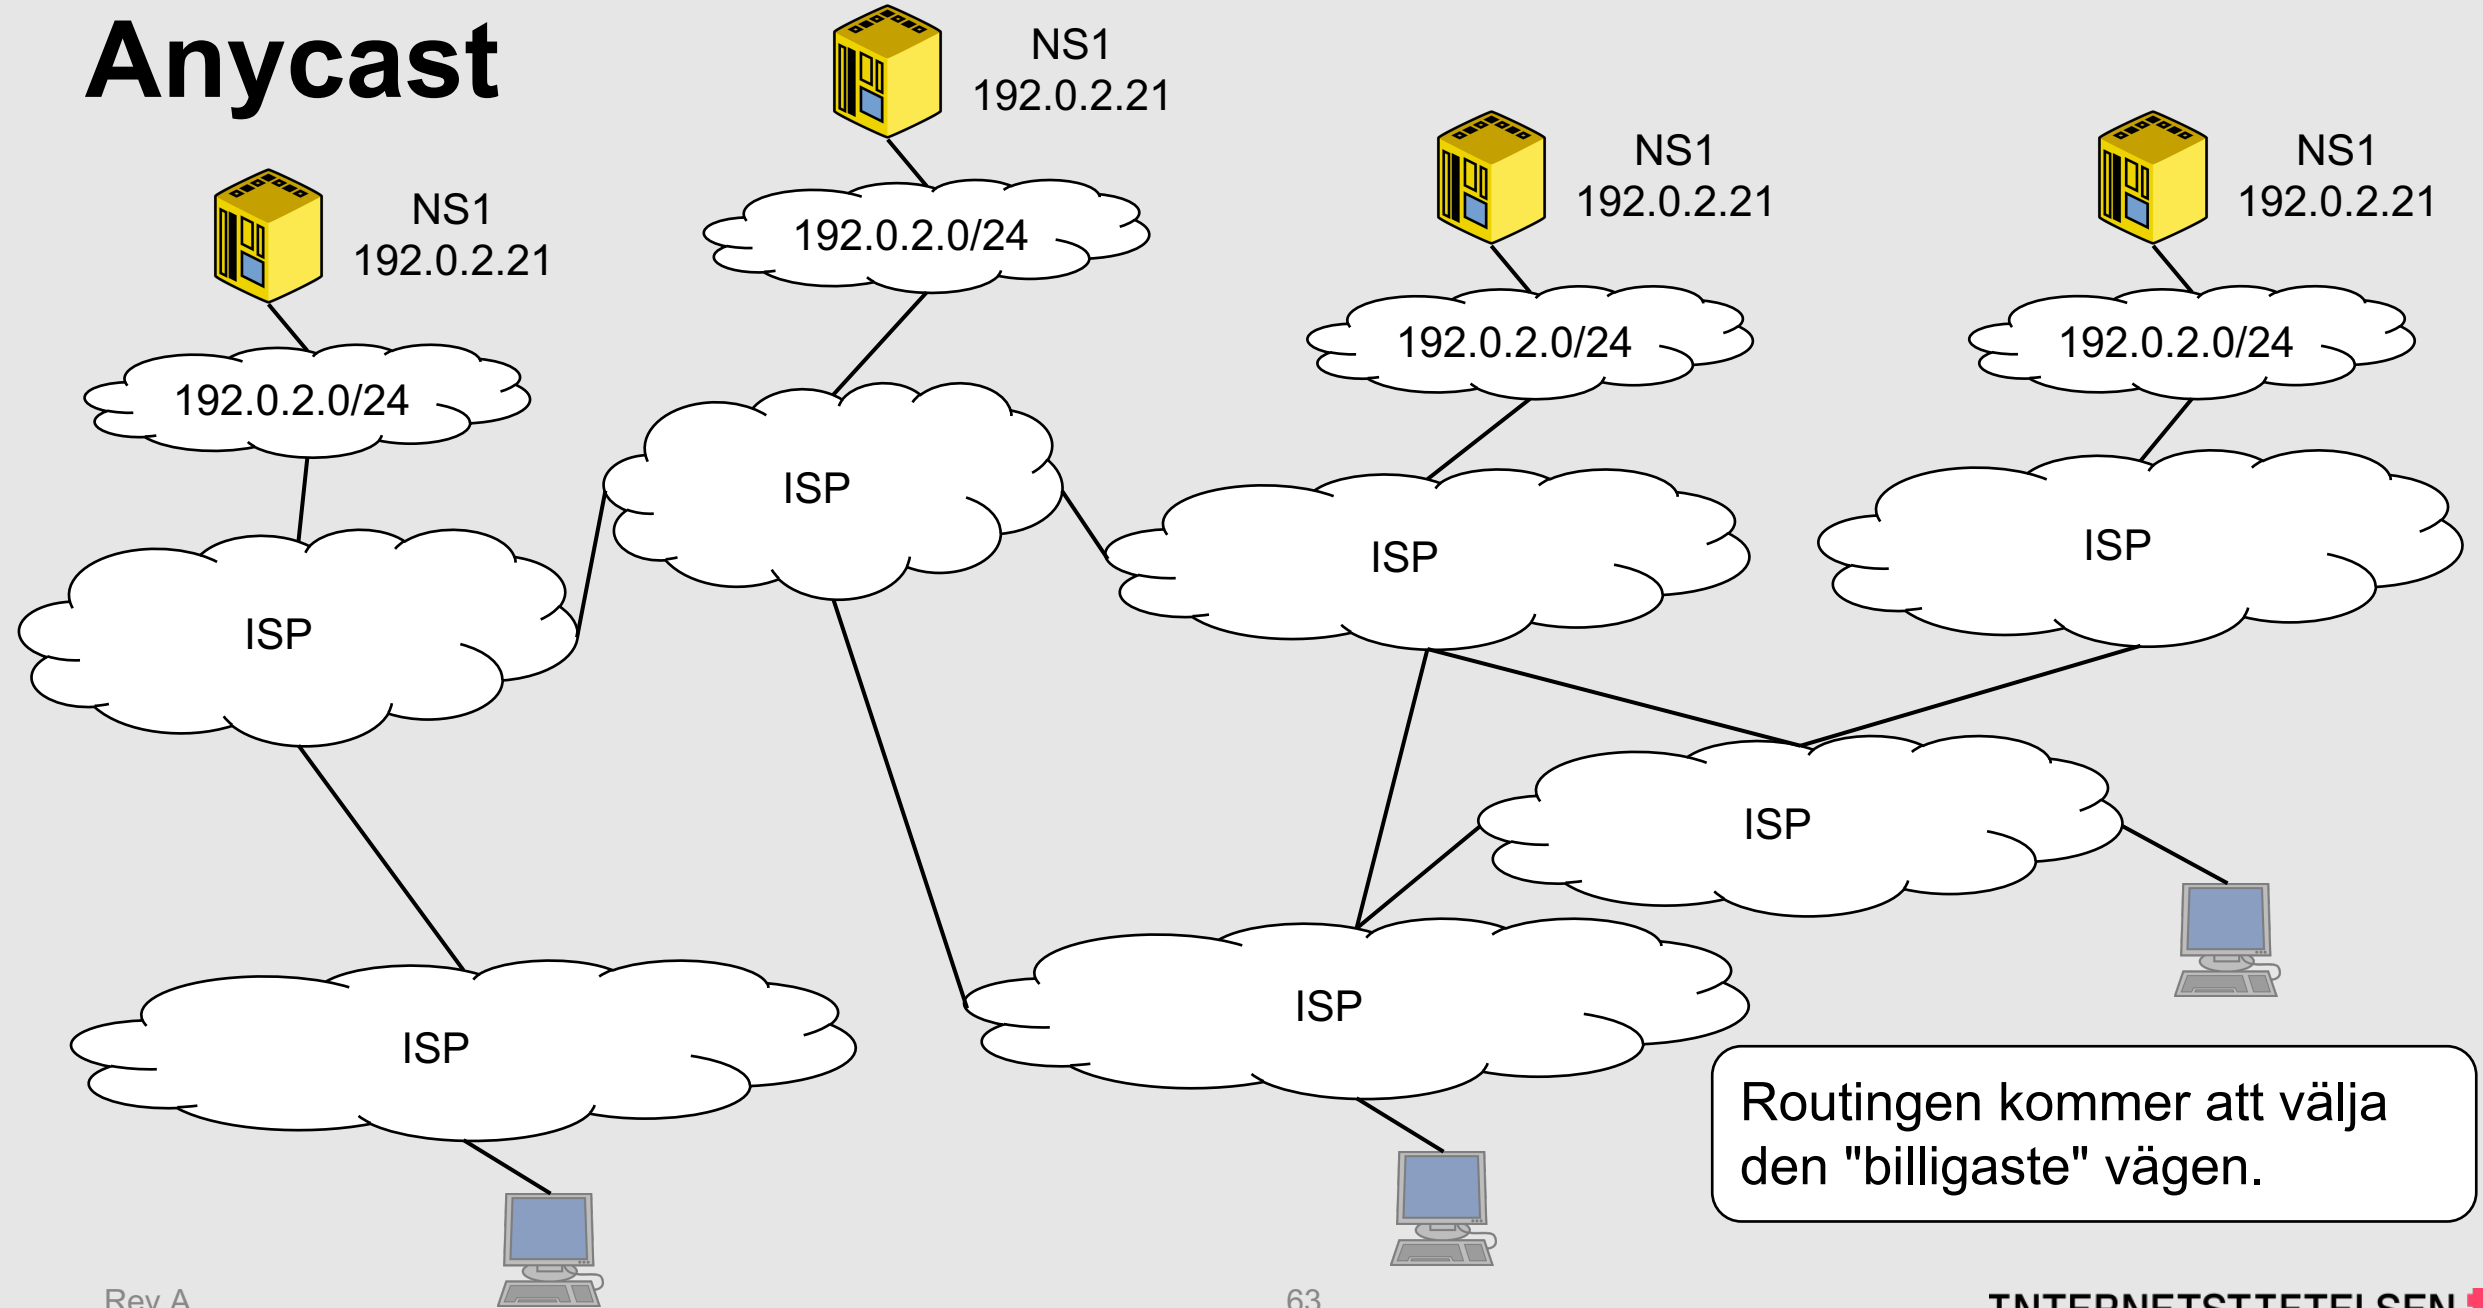 Anycast
NS1
192.0.2.21
NS1
192.0.2.21
NS1
192.0.2.21
NS1
192.0.2.21
192.0.2.0/24
192.0.2.0/24
192.0.2.0/24
192.0.2.0/24
ISP
ISP
ISP
ISP
ISP
ISP
ISP
Routingen kommer att välja
den "billigaste" vägen.
Rev A
63
INTERNETSTIFTELSEN